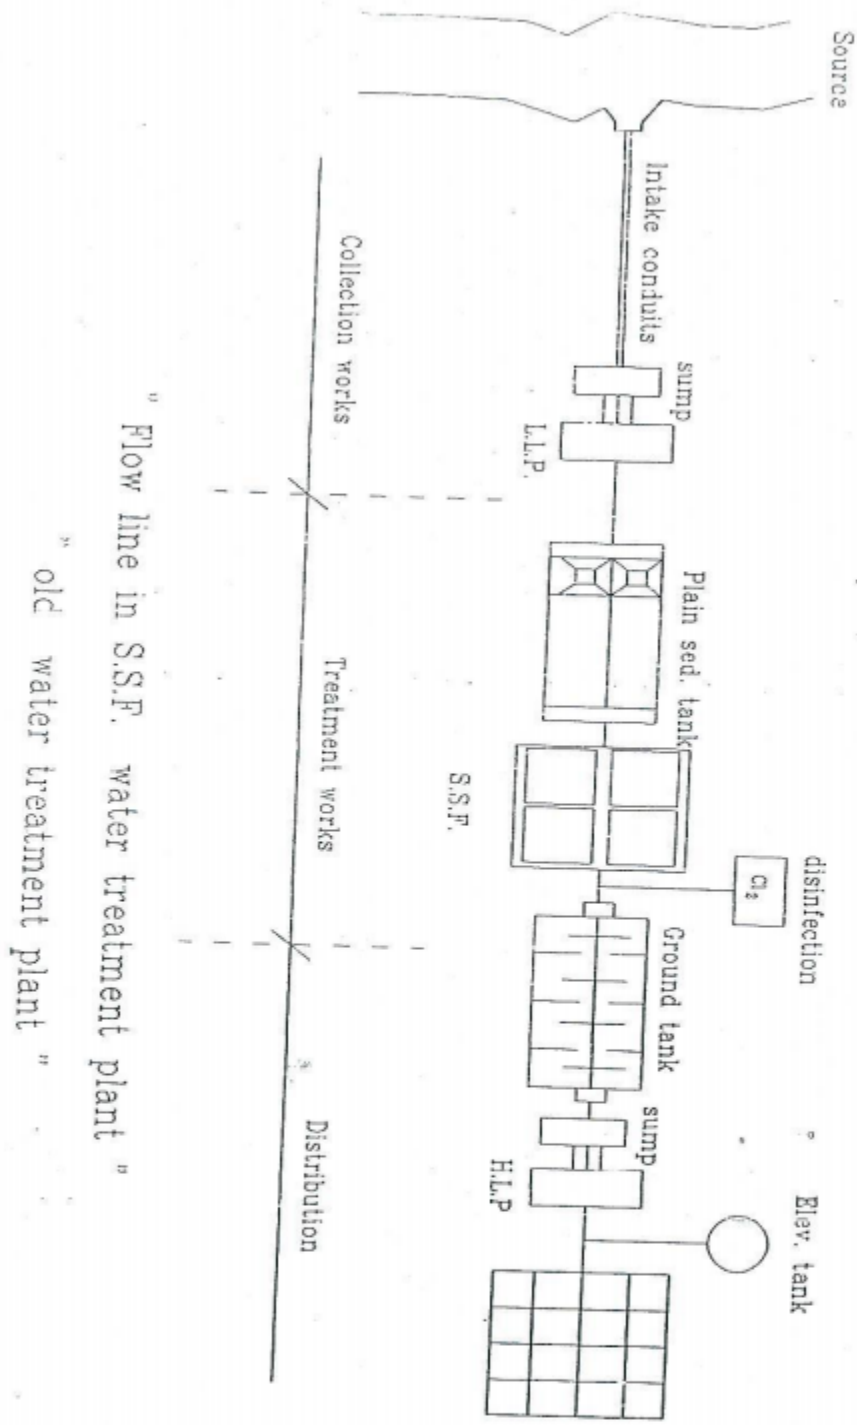 Source
Intake conduits
sump
L.L.P.
Plain sed. tank
S.S.F.
disinfection
Cl₂
Ground tank
sump
H.L.P
Elev. tank
Collection works
Treatment works
Distribution
" Flow line in S.S.F. water treatment plant "
" old water treatment plant "